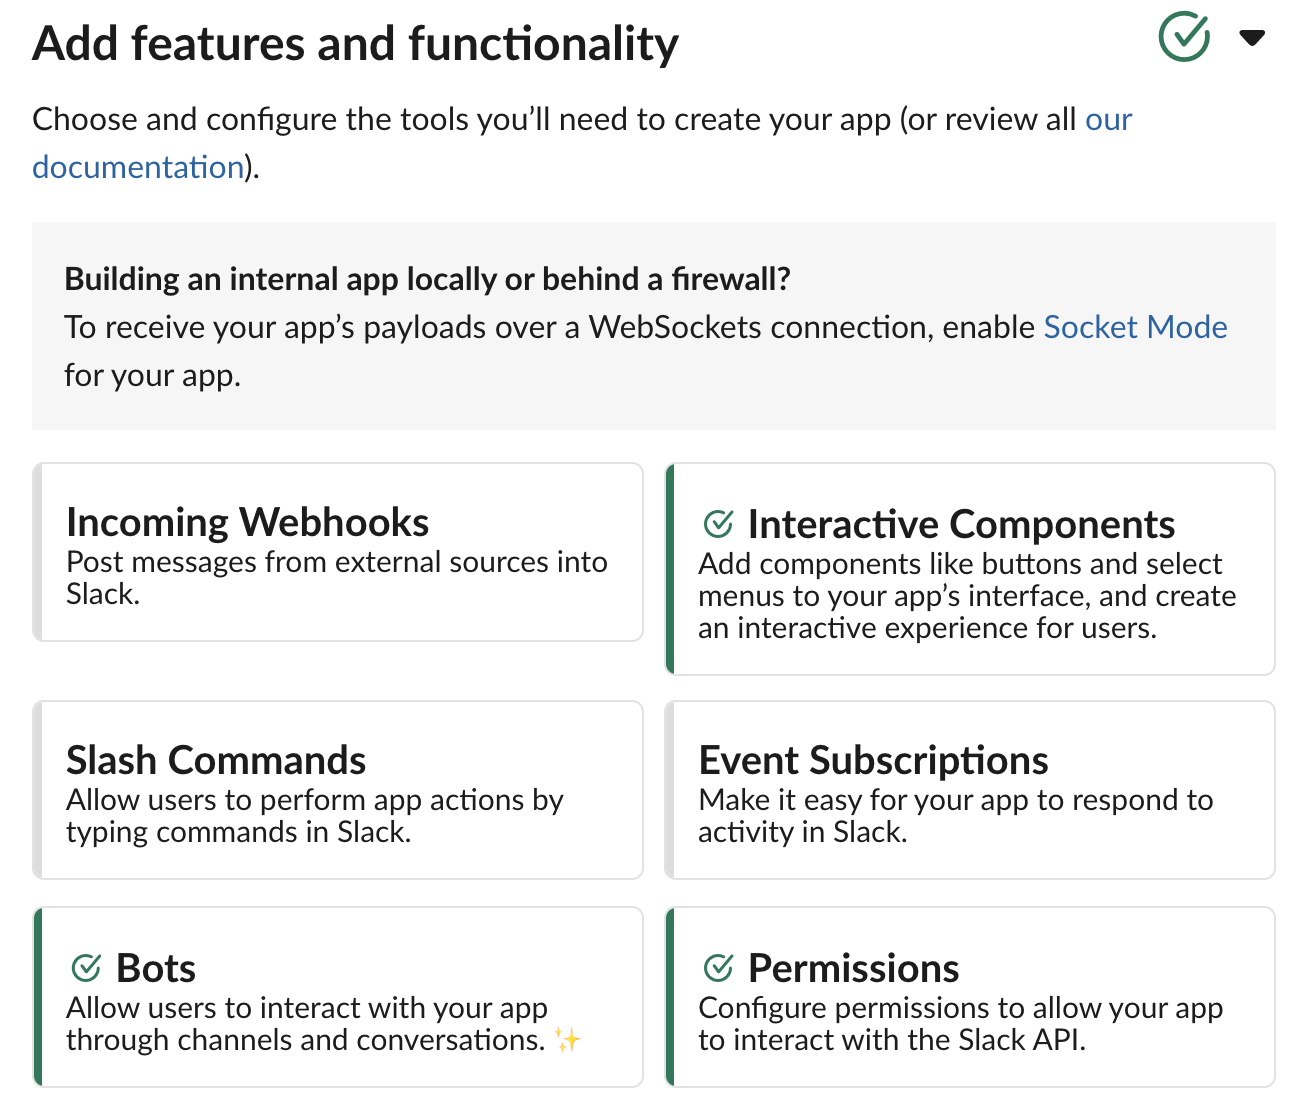 Add features and functionality
Choose and configure the tools you’ll need to create your app (or review all our
documentation).
Building an internal app locally or behind a firewall?
To receive your app’s payloads over a WebSockets connection, enable Socket Mode
for your app.
Incoming Webhooks
Post messages from external sources into
Slack.
Interactive Components
Add components like buttons and select
menus to your app’s interface, and create
an interactive experience for users.
Slash Commands
Allow users to perform app actions by
typing commands in Slack.
Event Subscriptions
Make it easy for your app to respond to
activity in Slack.
Bots
Allow users to interact with your app
through channels and conversations. ✨
Permissions
Configure permissions to allow your app
to interact with the Slack API.